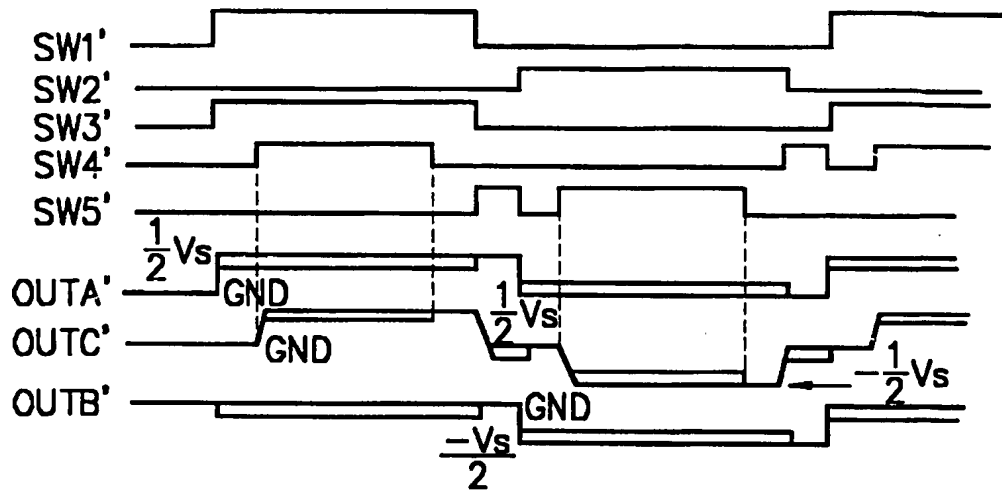 SW1'
SW2'
SW3'
SW4'
SW5'
1/2 Vs
OUTA'
GND
1/2 Vs
OUTC'
GND
-1/2 Vs
OUTB'
GND
-Vs/2